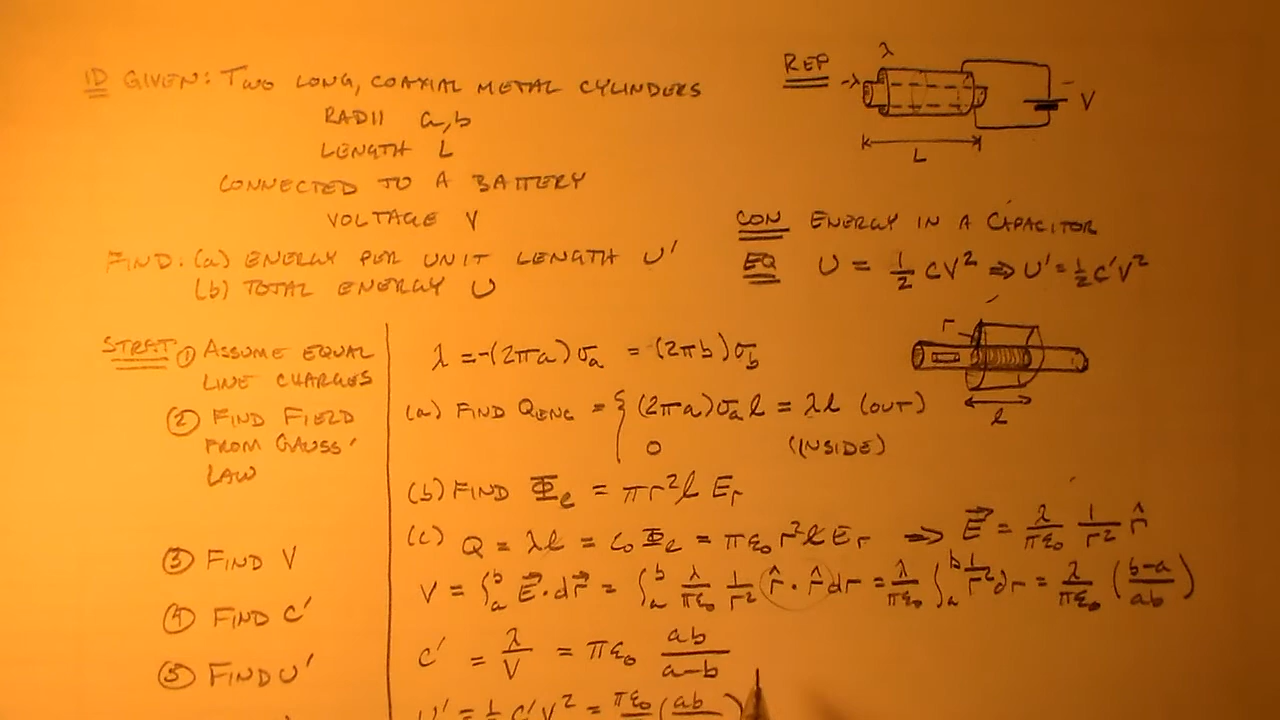 ID GIVEN: TWO LONG, COAXIAL METAL CYLINDERS
RADII a,b
LENGTH L
CONNECTED TO A BATTERY
VOLTAGE V
FIND: (a) ENERGY PER UNIT LENGTH U'
(b) TOTAL ENERGY U
REP
λ
-λ
L
V
CON ENERGY IN A CAPACITOR
EQ U = 1/2 CV² ⇒ U' = 1/2 C'V²
STRAT ① ASSUME EQUAL
LINE CHARGES
② FIND FIELD
FROM GAUSS'
LAW
③ FIND V
④ FIND C'
⑤ FIND U'
r
l
λ = -(2πa)σa = (2πb)σb
(a) FIND QENC = { (2πa)σa l = λl (OUT)
0 (INSIDE)
(b) FIND Φe = πr²l Er
(c) Q = λl = ε₀Φe = πε₀r²l Er ⇒ E⃗ = λ/πε₀ 1/r² r̂
V = ∫ₐᵇ E⃗·dr⃗ = ∫ₐᵇ λ/πε₀ 1/r² r̂·r̂dr = λ/πε₀ ∫ₐᵇ 1/r² dr = λ/πε₀ (b-a/ab)
C' = λ/V = πε₀ ab/a-b